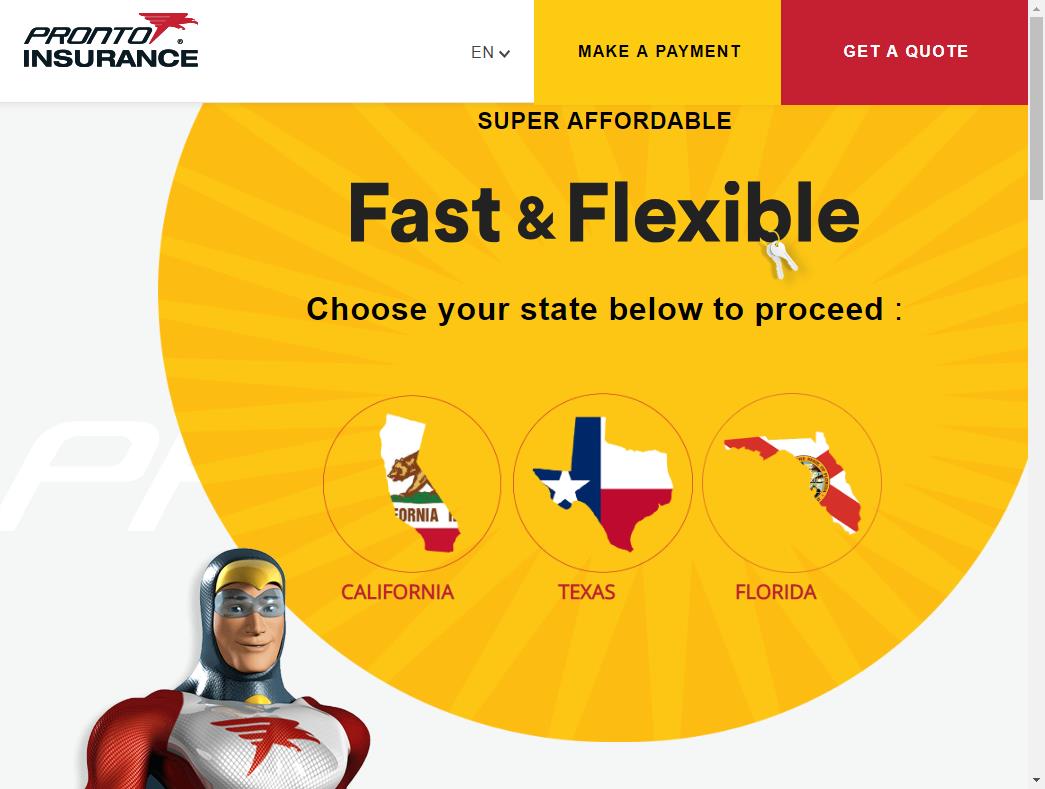 PRONTO
INSURANCE
EN
MAKE A PAYMENT
GET A QUOTE
SUPER AFFORDABLE
Fast & Flexible
Choose your state below to proceed :
CALIFORNIA
TEXAS
FLORIDA